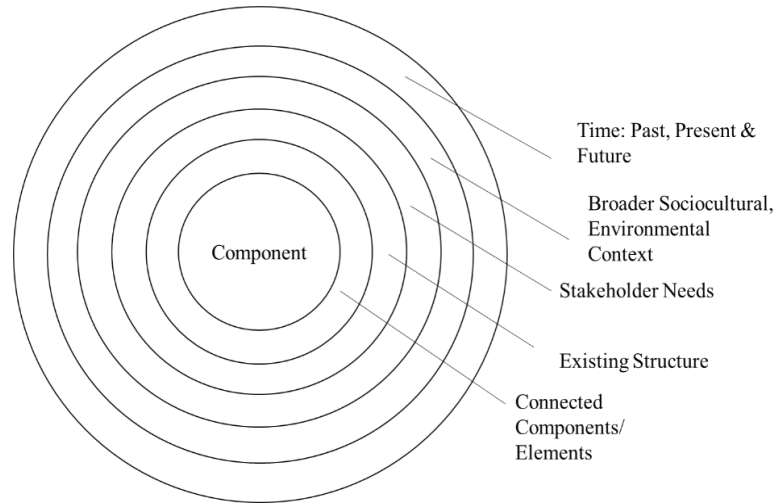 Component
Time: Past, Present &
Future
Broader Sociocultural,
Environmental
Context
Stakeholder Needs
Existing Structure
Connected
Components/
Elements